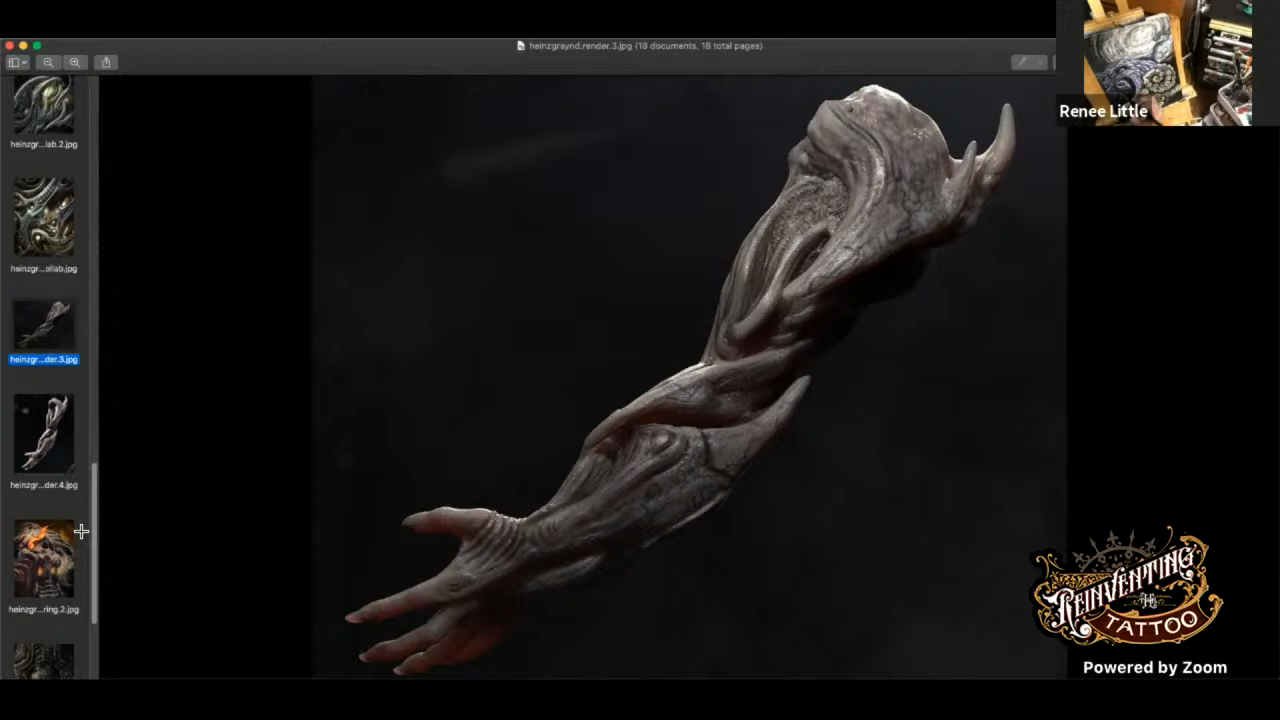 heinzgraynd.render.3.jpg (18 documents, 18 total pages)
Renee Little
heinzgr...lab.2.jpg
heinzgr...ollab.jpg
heinzgr...der.3.jpg
heinzgr...der.4.jpg
heinzgr...ring.2.jpg
REINVENTING
THE
TATTOO
Powered by Zoom